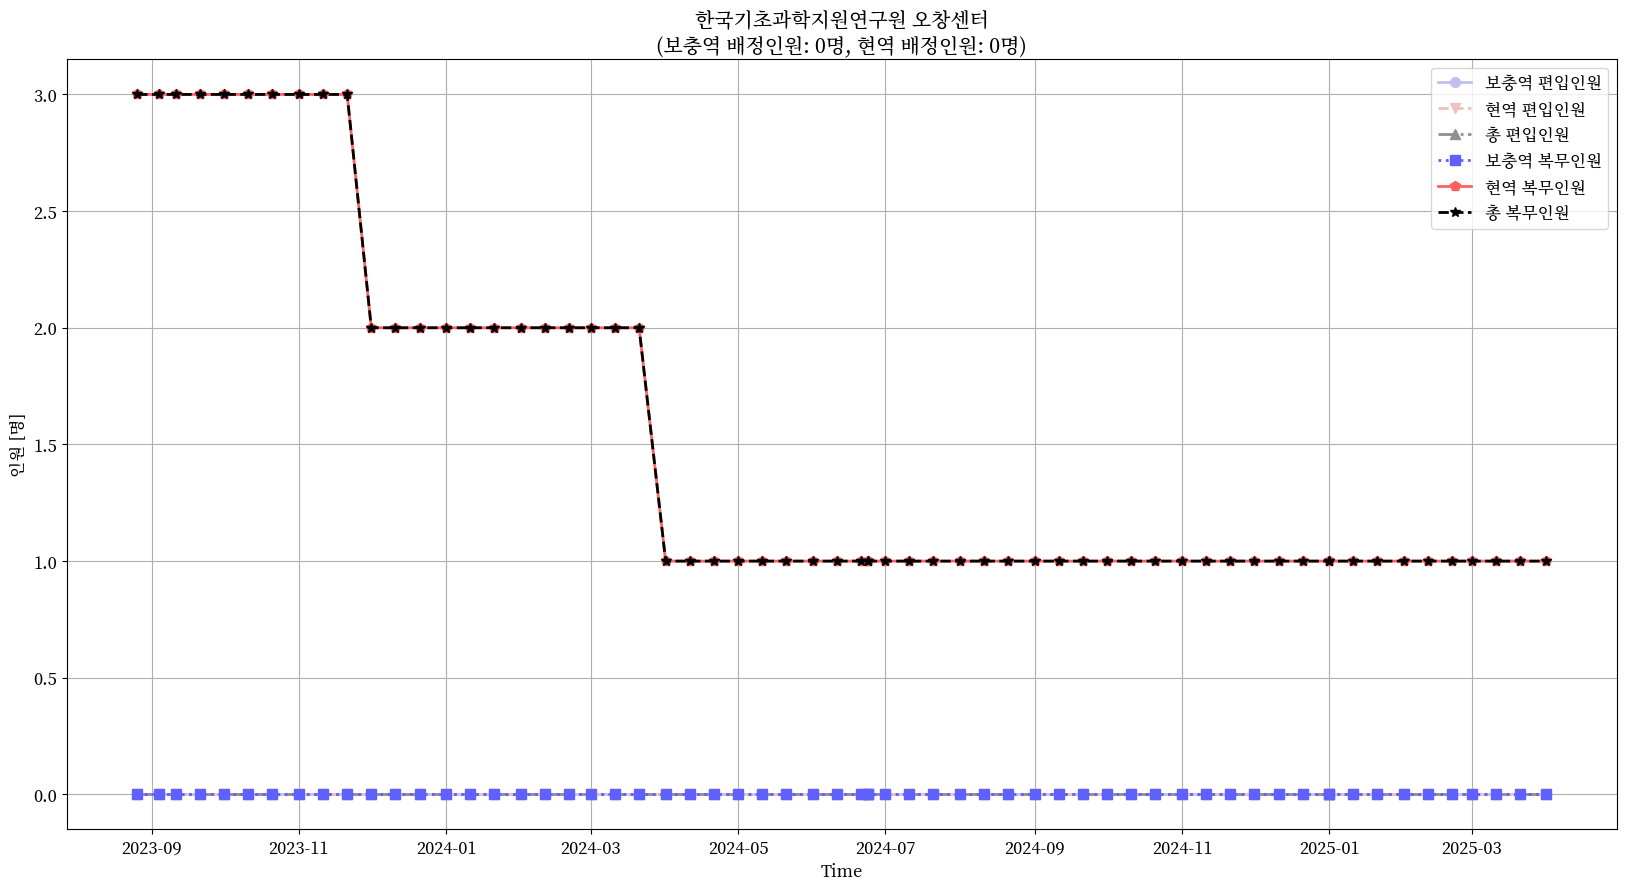 한국기초과학지원연구원 오창센터
(보충역 배정인원: 0명, 현역 배정인원: 0명)
보충역 편입인원
현역 편입인원
총 편입인원
보충역 복무인원
현역 복무인원
총 복무인원
인원 [명]
3.0
2.5
2.0
1.5
1.0
0.5
0.0
2023-09
2023-11
2024-01
2024-03
2024-05
2024-07
2024-09
2024-11
2025-01
2025-03
Time